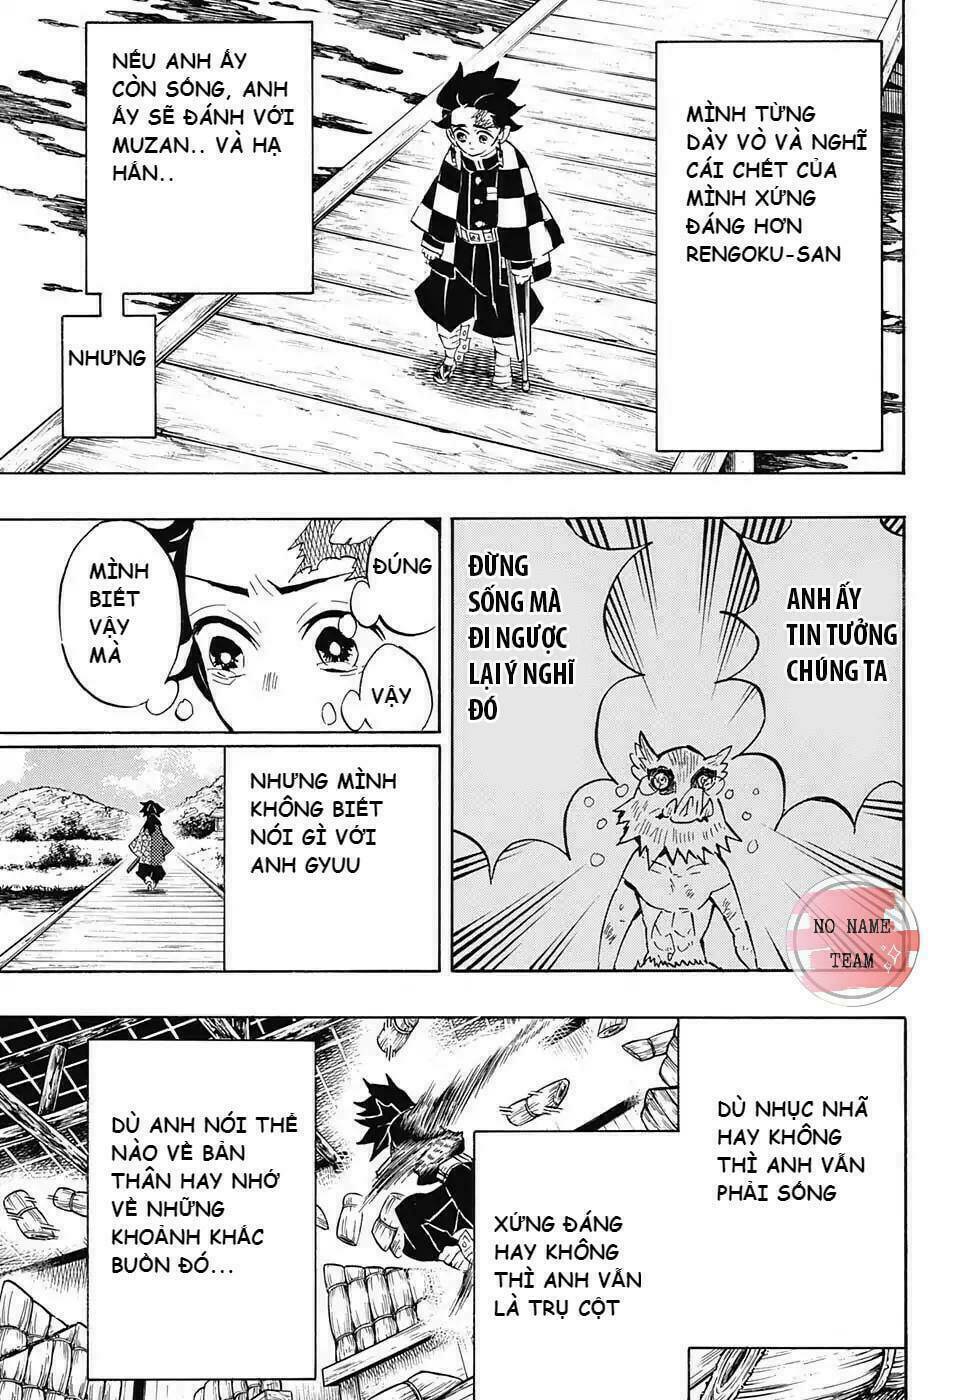 MÌNH TỪNG
DÀY VÒ VÀ NGHĨ
CÁI CHẾT CỦA
MÌNH XỨNG
ĐÁNG HƠN
RENGOKU-SAN
NẾU ANH ẤY
CÒN SỐNG, ANH
ẤY SẼ ĐÁNH VỚI
MUZAN.. VÀ HẠ
HẮN..
NHƯNG
ANH ẤY
TIN TƯỞNG
CHÚNG TA
ĐỪNG
SỐNG MÀ
ĐI NGƯỢC
LẠI Ý NGHĨ
ĐÓ
ĐÚNG
VẬY
MÌNH
BIẾT
VẬY
MÀ
NHƯNG MÌNH
KHÔNG BIẾT
NÓI GÌ VỚI
ANH GYUU
NO NAME
TEAM
DÙ NHỤC NHÃ
HAY KHÔNG
THÌ ANH VẪN
PHẢI SỐNG
XỨNG ĐÁNG
HAY KHÔNG
THÌ ANH VẪN
LÀ TRỤ CỘT
DÙ ANH NÓI THẾ
NÀO VỀ BẢN
THÂN HAY NHỚ
VỀ NHỮNG
KHOẢNH KHẮC
BUỒN ĐÓ...